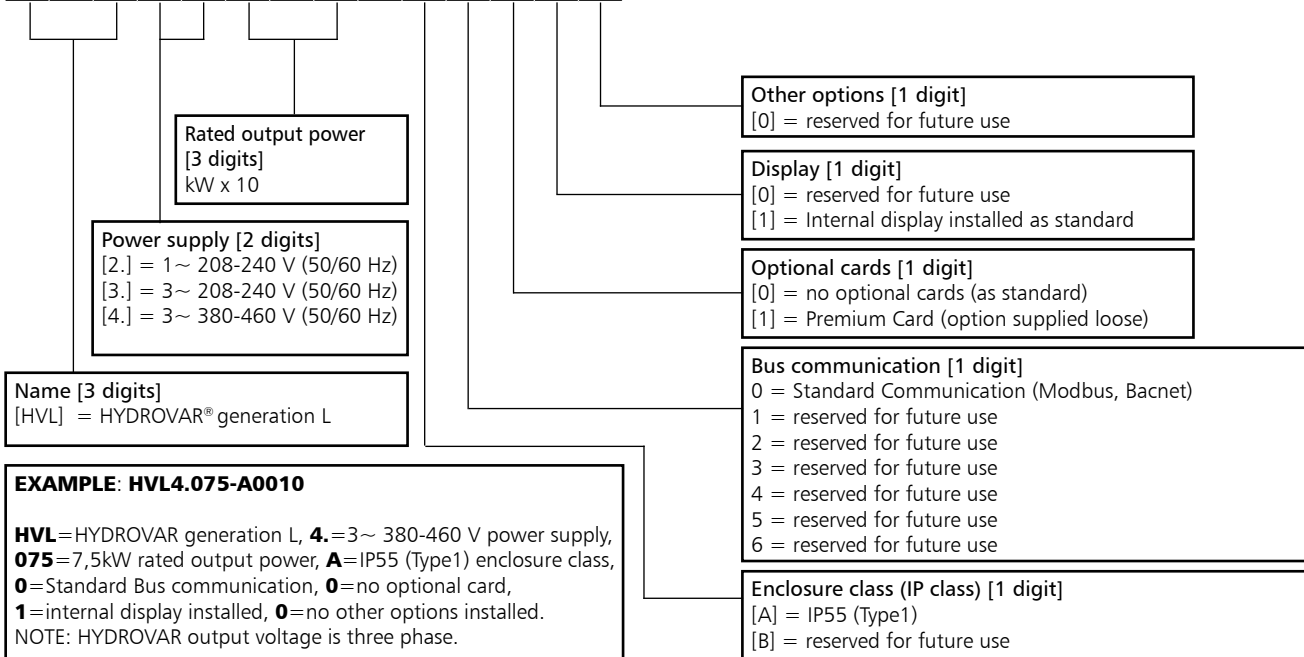 Rated output power
[3 digits]
kW x 10
Power supply [2 digits]
[2.] = 1~ 208-240 V (50/60 Hz)
[3.] = 3~ 208-240 V (50/60 Hz)
[4.] = 3~ 380-460 V (50/60 Hz)
Name [3 digits]
[HVL] = HYDROVAR® generation L
EXAMPLE: HVL4.075-A0010
HVL=HYDROVAR generation L, 4.=3~ 380-460 V power supply,
075=7,5kW rated output power, A=IP55 (Type1) enclosure class,
0=Standard Bus communication, 0=no optional card,
1=internal display installed, 0=no other options installed.
NOTE: HYDROVAR output voltage is three phase.
Other options [1 digit]
[0] = reserved for future use
Display [1 digit]
[0] = reserved for future use
[1] = Internal display installed as standard
Optional cards [1 digit]
[0] = no optional cards (as standard)
[1] = Premium Card (option supplied loose)
Bus communication [1 digit]
0 = Standard Communication (Modbus, Bacnet)
1 = reserved for future use
2 = reserved for future use
3 = reserved for future use
4 = reserved for future use
5 = reserved for future use
6 = reserved for future use
Enclosure class (IP class) [1 digit]
[A] = IP55 (Type1)
[B] = reserved for future use